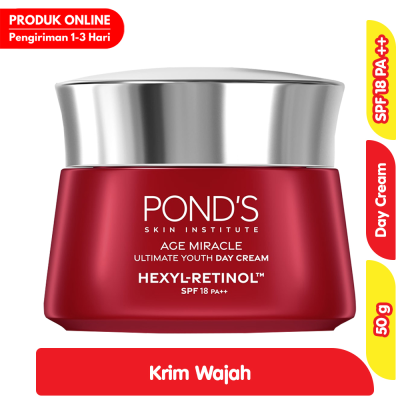 PRODUK ONLINE
Pengiriman 1-3 Hari
POND'S
SKIN INSTITUTE
AGE MIRACLE
ULTIMATE YOUTH DAY CREAM
HEXYL-RETINOL™
SPF 18 PA++
SPF 18 PA ++
Day Cream
50 g
Krim Wajah